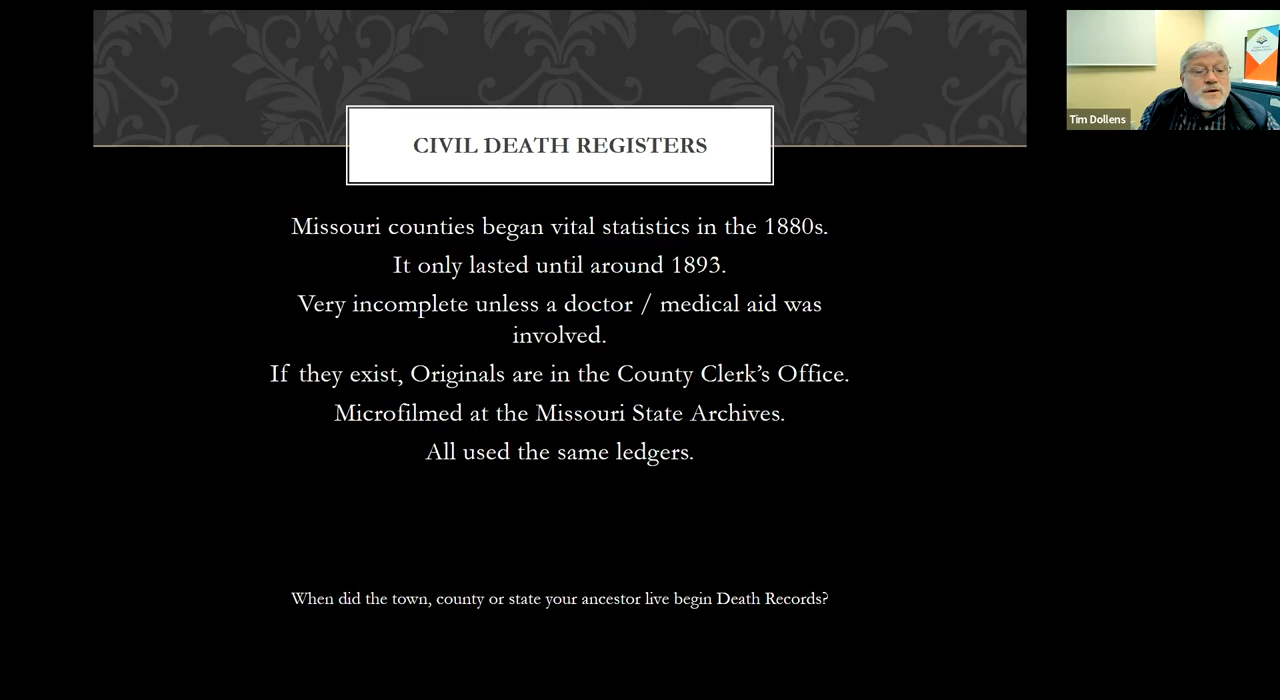 CIVIL DEATH REGISTERS
Missouri counties began vital statistics in the 1880s.
It only lasted until around 1893.
Very incomplete unless a doctor / medical aid was
involved.
If they exist, Originals are in the County Clerk’s Office.
Microfilmed at the Missouri State Archives.
All used the same ledgers.
When did the town, county or state your ancestor live begin Death Records?
Tim Dollens